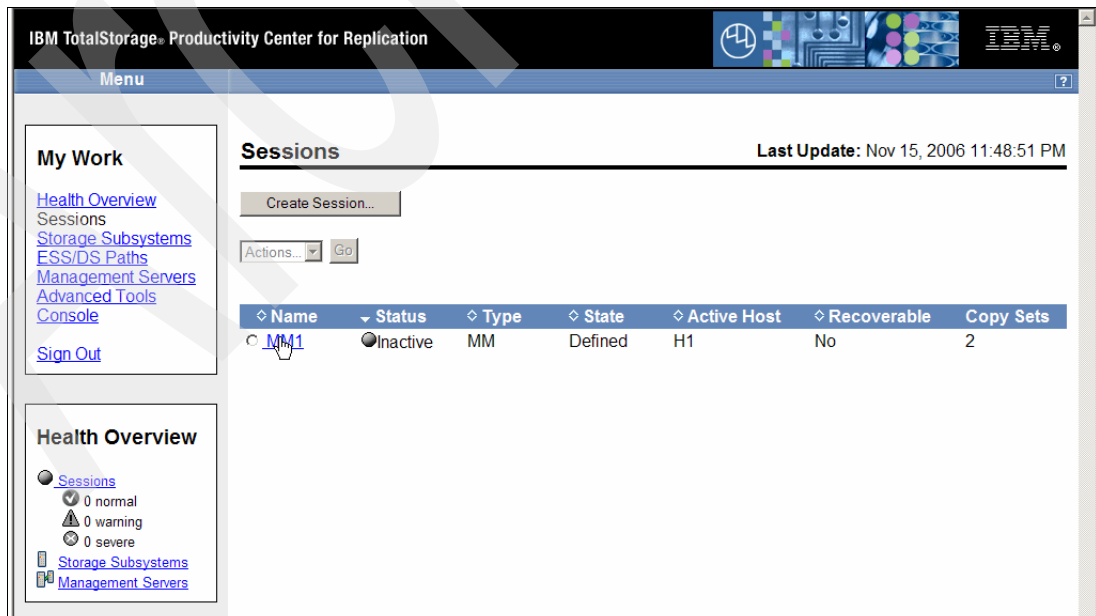 IBM TotalStorage® Productivity Center for Replication
IBM®
Menu
?
My Work
Health Overview
Sessions
Storage Subsystems
ESS/DS Paths
Management Servers
Advanced Tools
Console
Sign Out
Health Overview
Sessions
0 normal
0 warning
0 severe
Storage Subsystems
Management Servers
Sessions
Last Update: Nov 15, 2006 11:48:51 PM
Create Session...
Actions... Go
Name Status Type State Active Host Recoverable Copy Sets
MM1 Inactive MM Defined H1 No 2